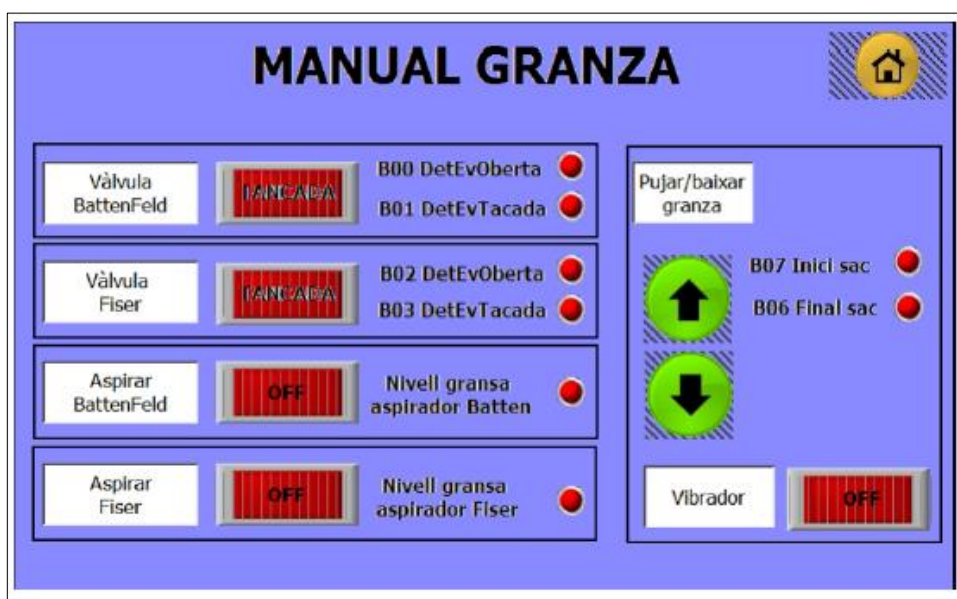 MANUAL GRANZA
Vàlvula
BattenFeld
TANCADA
B00 DetEvOberta
B01 DetEvTacada
Vàlvula
Fiser
TANCADA
B02 DetEvOberta
B03 DetEvTacada
Aspirar
BattenFeld
OFF
Nivell gransa
aspirador Batten
Aspirar
Fiser
OFF
Nivell gransa
aspirador Fiser
Pujar/baixar
granza
B07 Inici sac
B06 Final sac
Vibrador
OFF